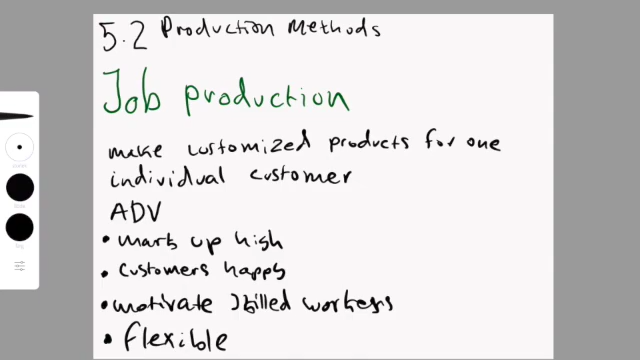 5.2 Production Methods
Job production
make customized products for one
individual customer
ADV
• mark up high
• customers happy
• motivate skilled workers
• flexible